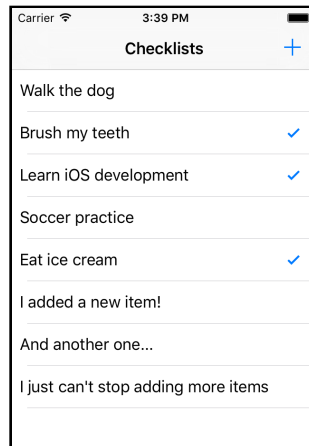 Carrier 3:39 PM
Checklists
Walk the dog
Brush my teeth
Learn iOS development
Soccer practice
Eat ice cream
I added a new item!
And another one...
I just can't stop adding more items